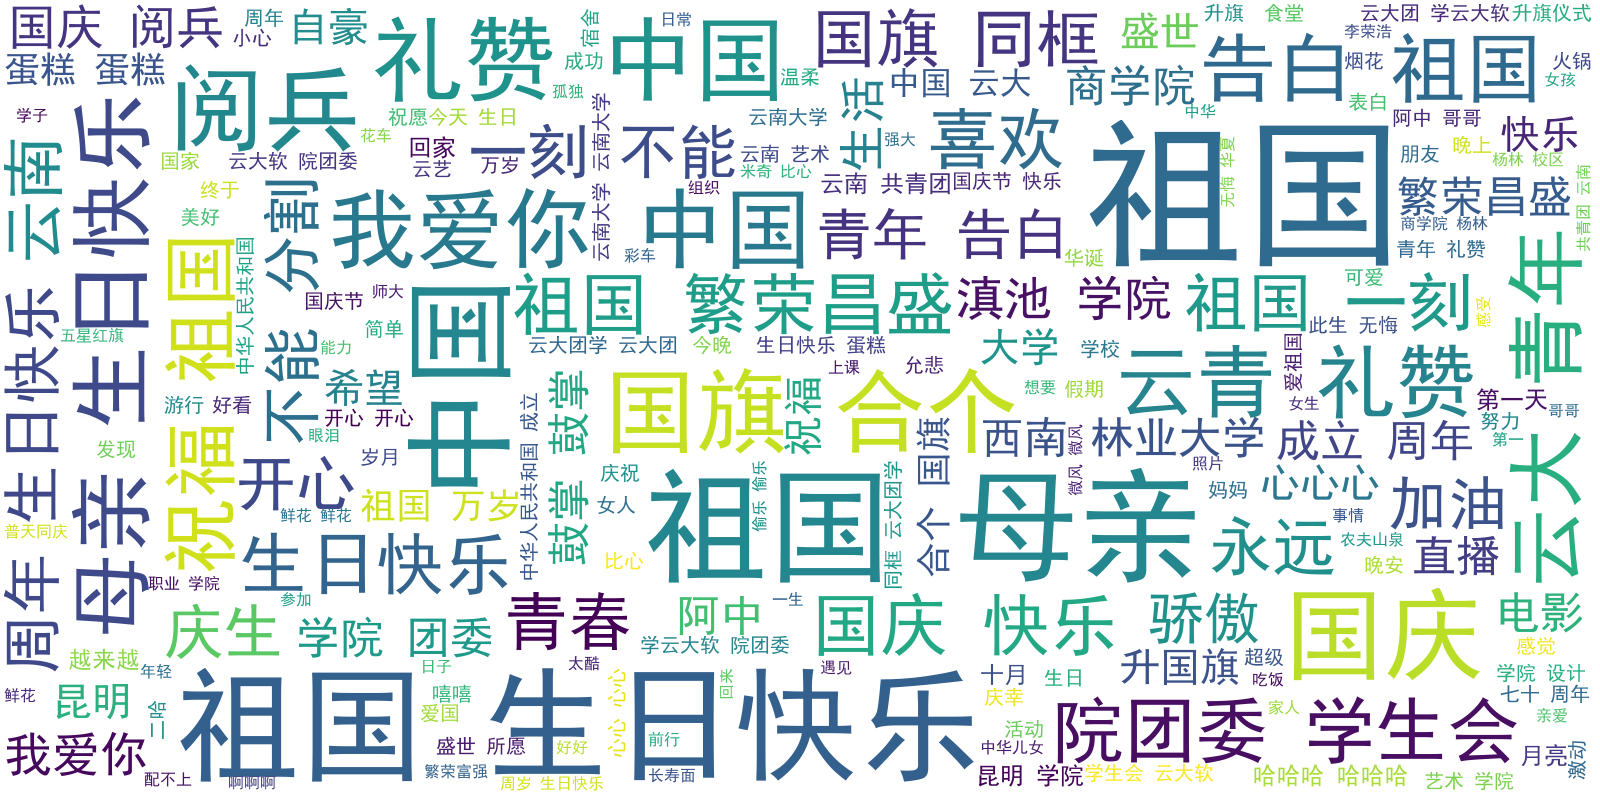 国庆 阅兵
周年
小心
自豪
礼赞
宿舍
成功
中国
日常
国旗 同框
盛世
升旗 食堂
云大团 学云大软
升旗仪式
李荣浩
告白
祖国
烟花
火锅
女孩
蛋糕 蛋糕
阅兵
孤独
温柔
中国 云大
商学院
表白
中华
学子
生日快乐
祝愿
今天 生日
花车
回家
云艺
万岁
一刻
云南大学
不能
云南大学
云南 艺术
米奇 比心
生活
强大
喜欢
祖国
无悔 华夏
阿中 哥哥
快乐
朋友
晚上
杨林 校区
云南
国家
云大软 院团委
终于
美好
分割
我爱你
云南大学
组织
中国
彩车
云南 共青团
国庆节 快乐
青年 告白
华诞
繁荣昌盛
商学院 杨林
青年 礼赞
共青团 云南
祖国
中华人民共和国
国庆节
师大
简单
中国
祖国 繁荣昌盛
滇池 学院
祖国 一刻
可爱
感受
云大 青年
周年 生日快乐
五星红旗
不能
能力
希望
云大团学 云大团
今晚
生日快乐 蛋糕
上课
允悲
大学
学校
此生 无悔
爱祖国
云青
礼赞
想要
假期
女生
第一天
哥哥
努力
第一
游行
好看
开心 开心
眼泪
中华人民共和国 成立
鼓掌 鼓掌
国旗 合个
祝福
合个 国旗
西南
微风 微风
林业大学
成立 周年
照片
发现
母亲
祝福
开心
岁月
祖国 万岁
鲜花 鲜花
庆祝
女人
偷乐 偷乐
祖国 母亲
同框 云大团学
妈妈
心心心
事情
加油
普天同庆
生日快乐
比心
永远
农夫山泉
晚安
直播
职业 学院
庆生
参加
学院 团委
青春
阿中
一生
国庆 快乐
骄傲
国庆
电影
感觉
越来越
年轻
日子
太酷
学云大软 院团委
遇见
十月
生日
升国旗
超级
吃饭
学院 设计
七十 周年
鲜花
昆明
二哈
祖国 生日快乐
嘻嘻
爱国
心心 心心
回来
庆幸
活动
院团委 学生会
家人
亲爱
我爱你
配不上
啊啊啊
盛世 所愿
好好
繁荣富强
周岁 生日快乐
前行
长寿面
中华儿女
昆明 学院
学生会 云大软
哈哈哈 哈哈哈
月亮
激动
艺术 学院